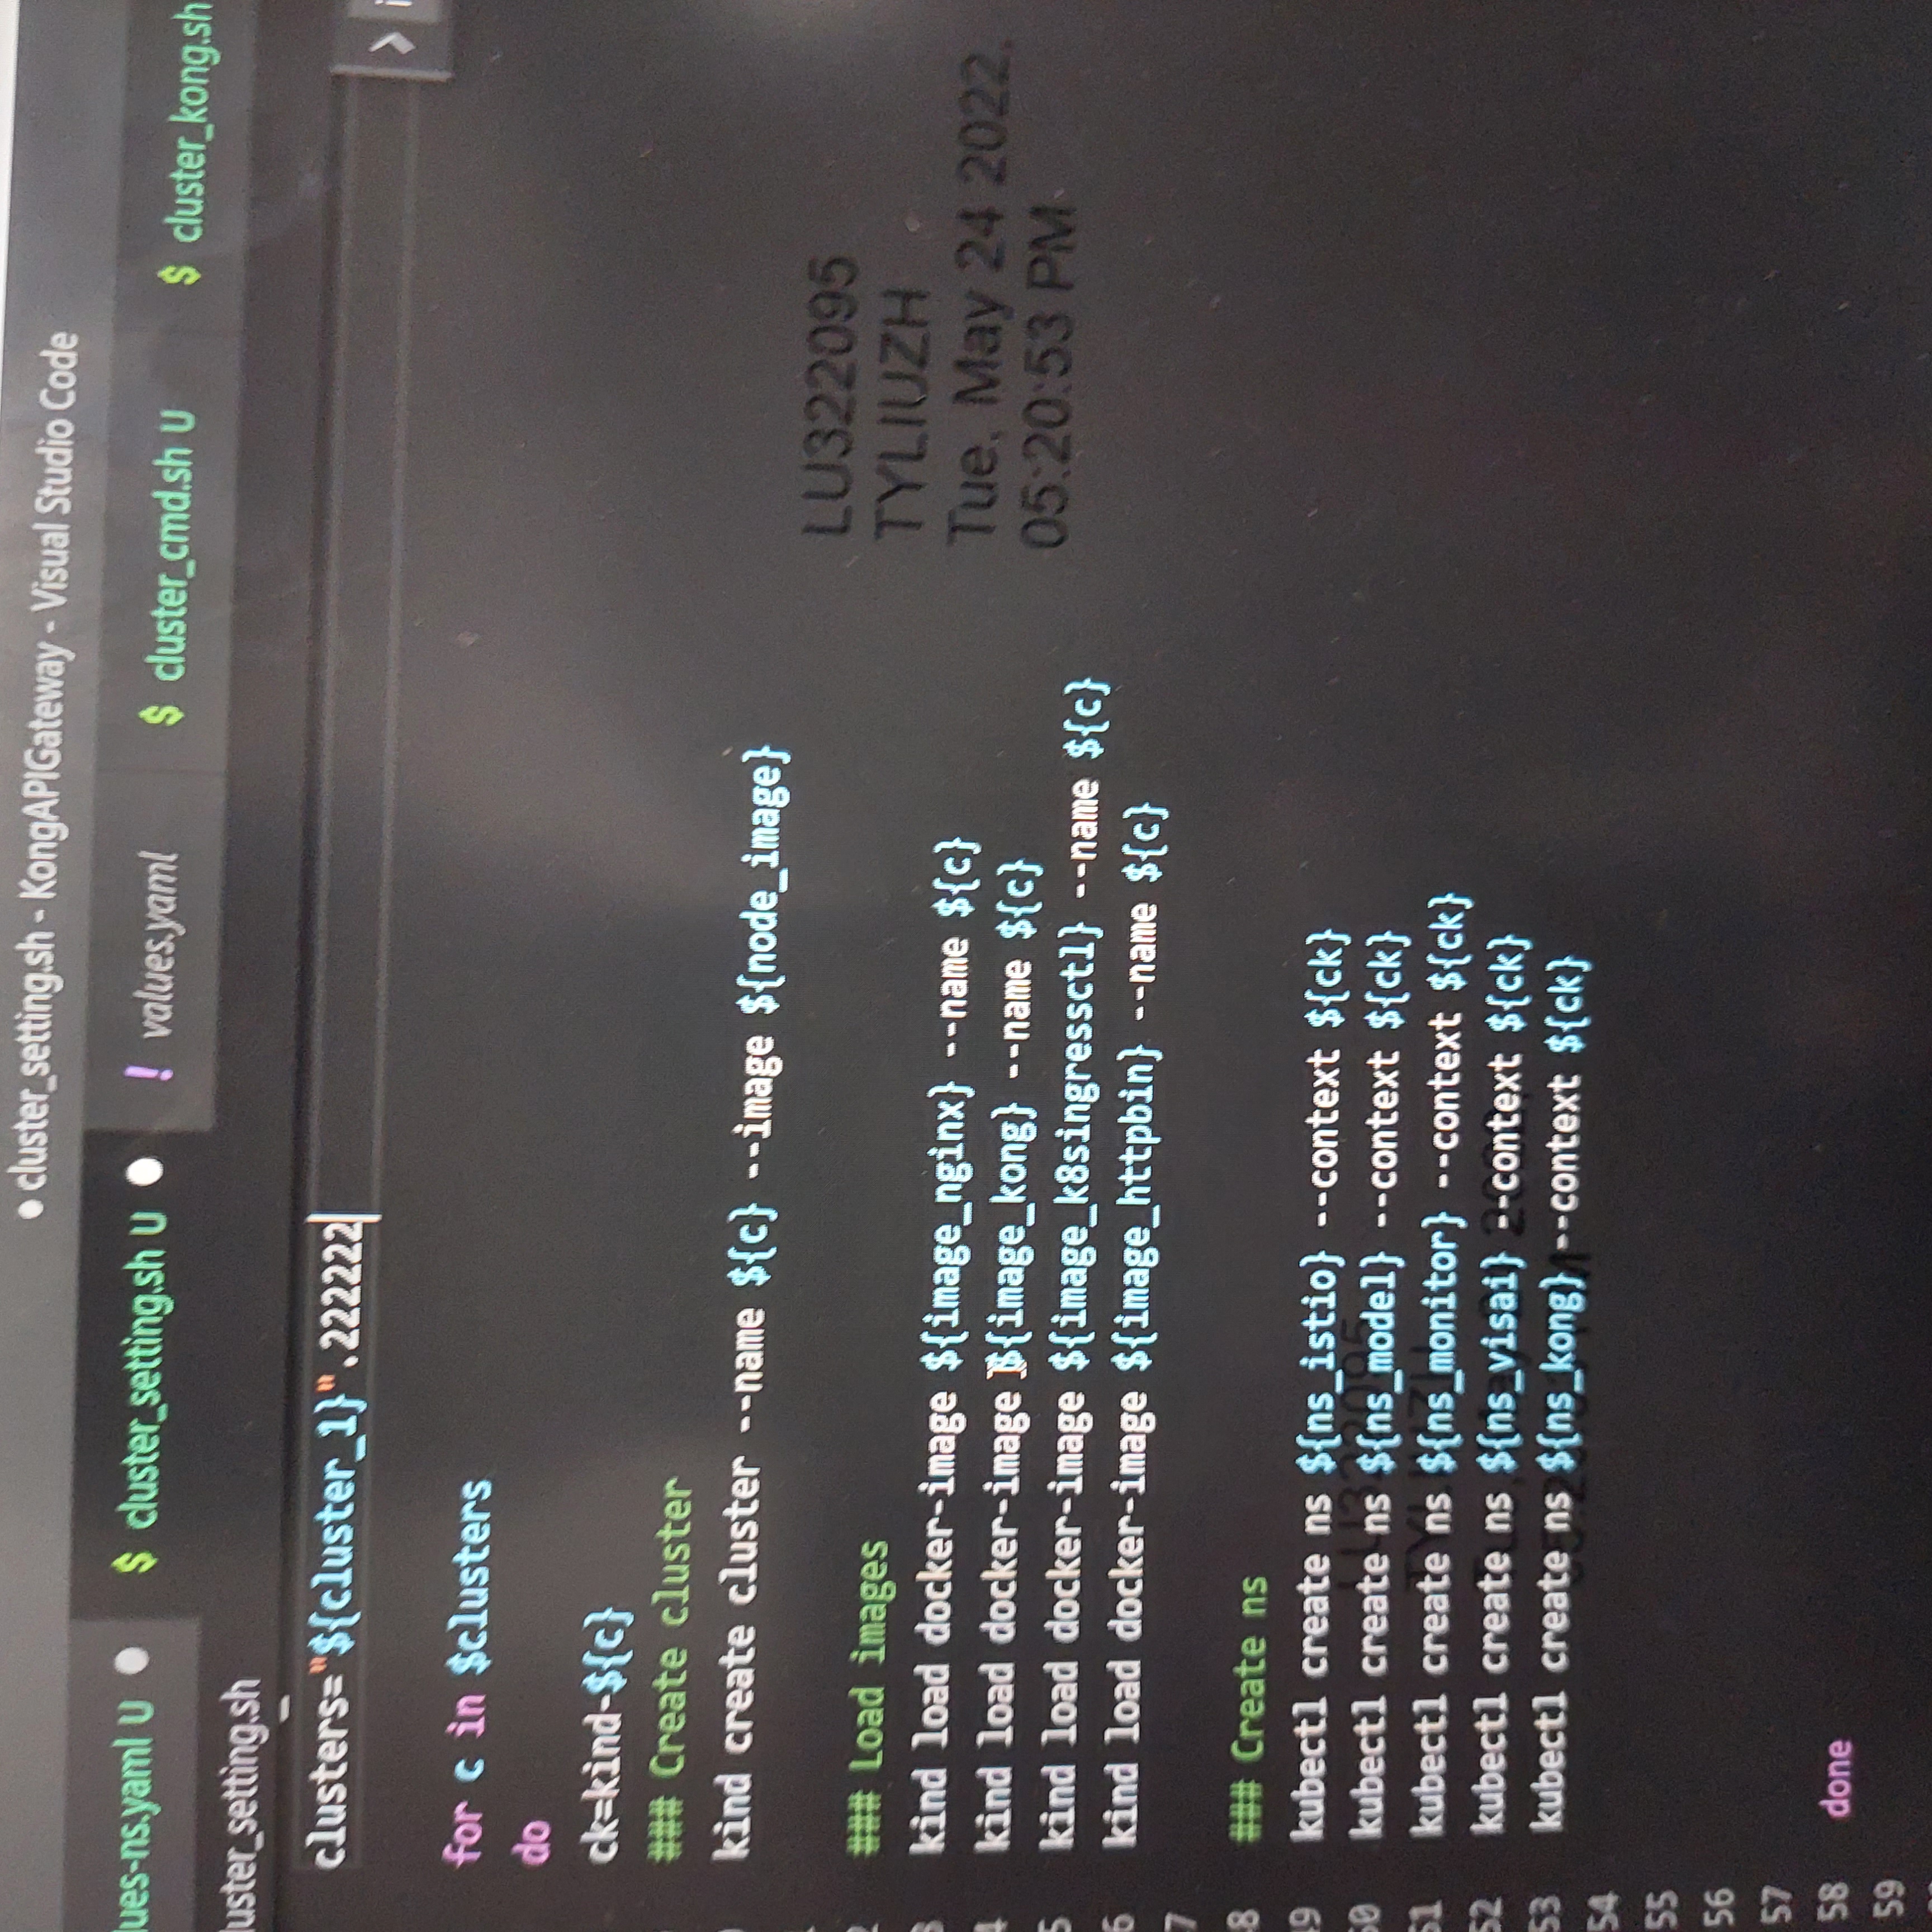 ● cluster_setting.sh - KongAPIGateway - Visual Studio Code
lues-ns.yaml U ● $ cluster_setting.sh U ● ! values.yaml $ cluster_cmd.sh U $ cluster_kong.sh
luster_setting.sh
clusters="${cluster_1}".222222
for c in $clusters
do
ck=kind-${c}
### Create cluster
kind create cluster --name ${c} --image ${node_image}
### Load images
kind load docker-image ${image_nginx} --name ${c}
kind load docker-image ${image_kong} --name ${c}
kind load docker-image ${image_k8singressctl} --name ${c}
kind load docker-image ${image_httpbin} --name ${c}
7
8 ### Create ns
49 kubectl create ns ${ns_istio} --context ${ck}
50 kubectl create ns ${ns_model} --context ${ck}
51 kubectl create ns ${ns_monitor} --context ${ck}
52 kubectl create ns ${ns_visai} --context ${ck}
53 kubectl create ns ${ns_kong} --context ${ck}
54
55
56
57
58 done
59
LU322095
TYLIUZH
Tue, May 24 2022,
05:20:53 PM